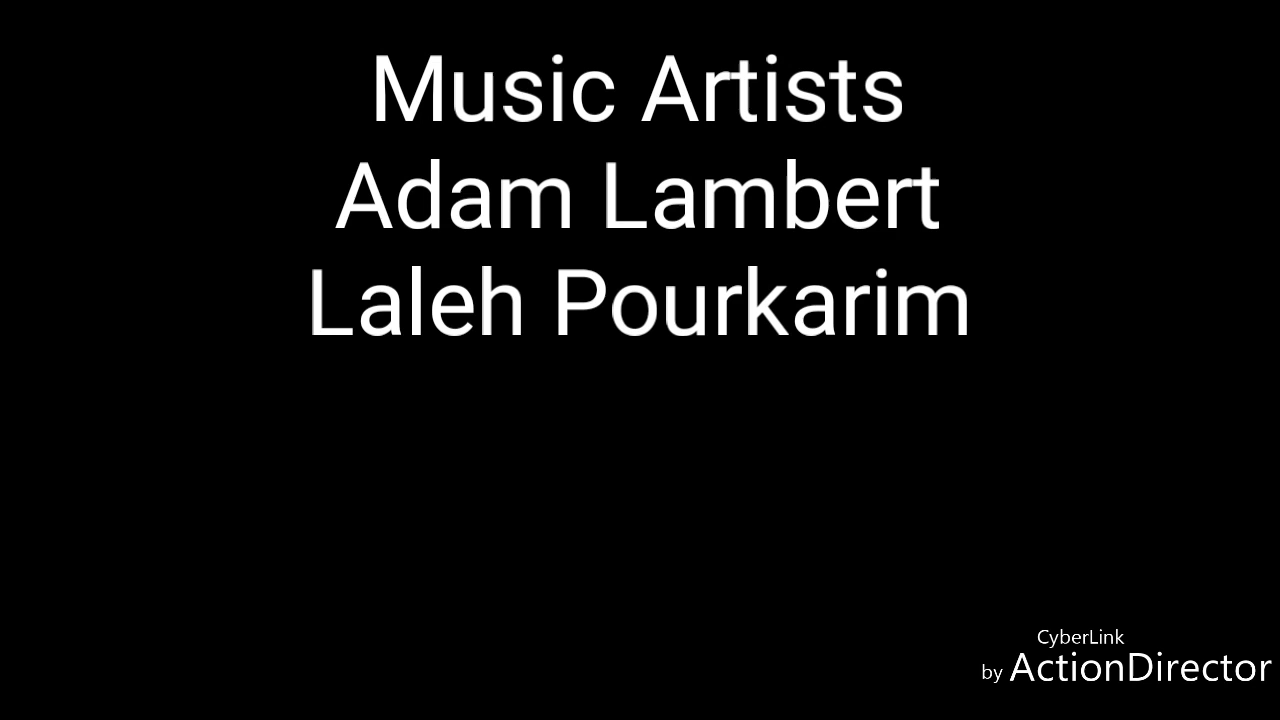 Music Artists
Adam Lambert
Laleh Pourkarim
CyberLink
by ActionDirector